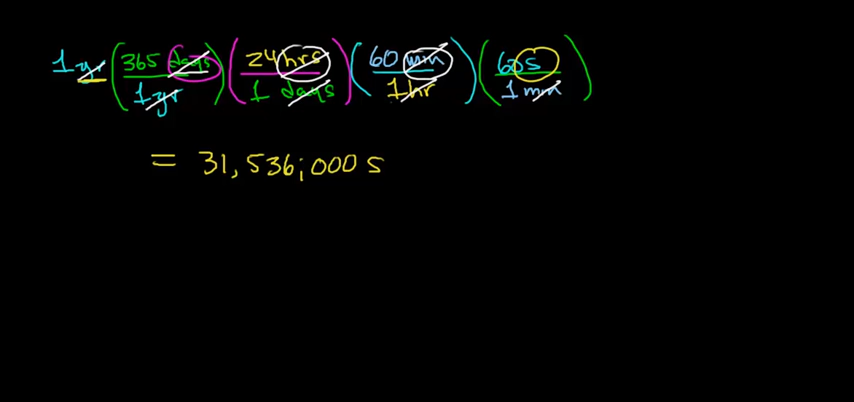 1 yr (365 days / 1 yr) (24 hrs / 1 days) (60 min / 1 hr) (60 s / 1 min)
= 31,536,000 s